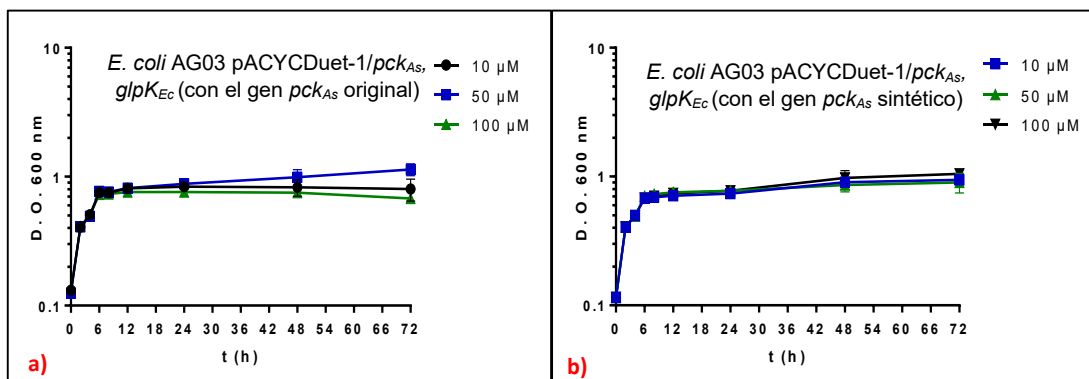 E. coli AG03 pACYCDuet-1/pckAs,
glpKEc (con el gen pckAs original)
10 µM
50 µM
100 µM
10
1
0.1
D.O. 600 nm
0 6 12 18 24 30 36 42 48 54 60 66 72
t (h)
a)
E. coli AG03 pACYCDuet-1/pckAs,
glpKEc (con el gen pckAs sintético)
10 µM
50 µM
100 µM
10
1
0.1
D.O. 600 nm
0 6 12 18 24 30 36 42 48 54 60 66 72
t (h)
b)